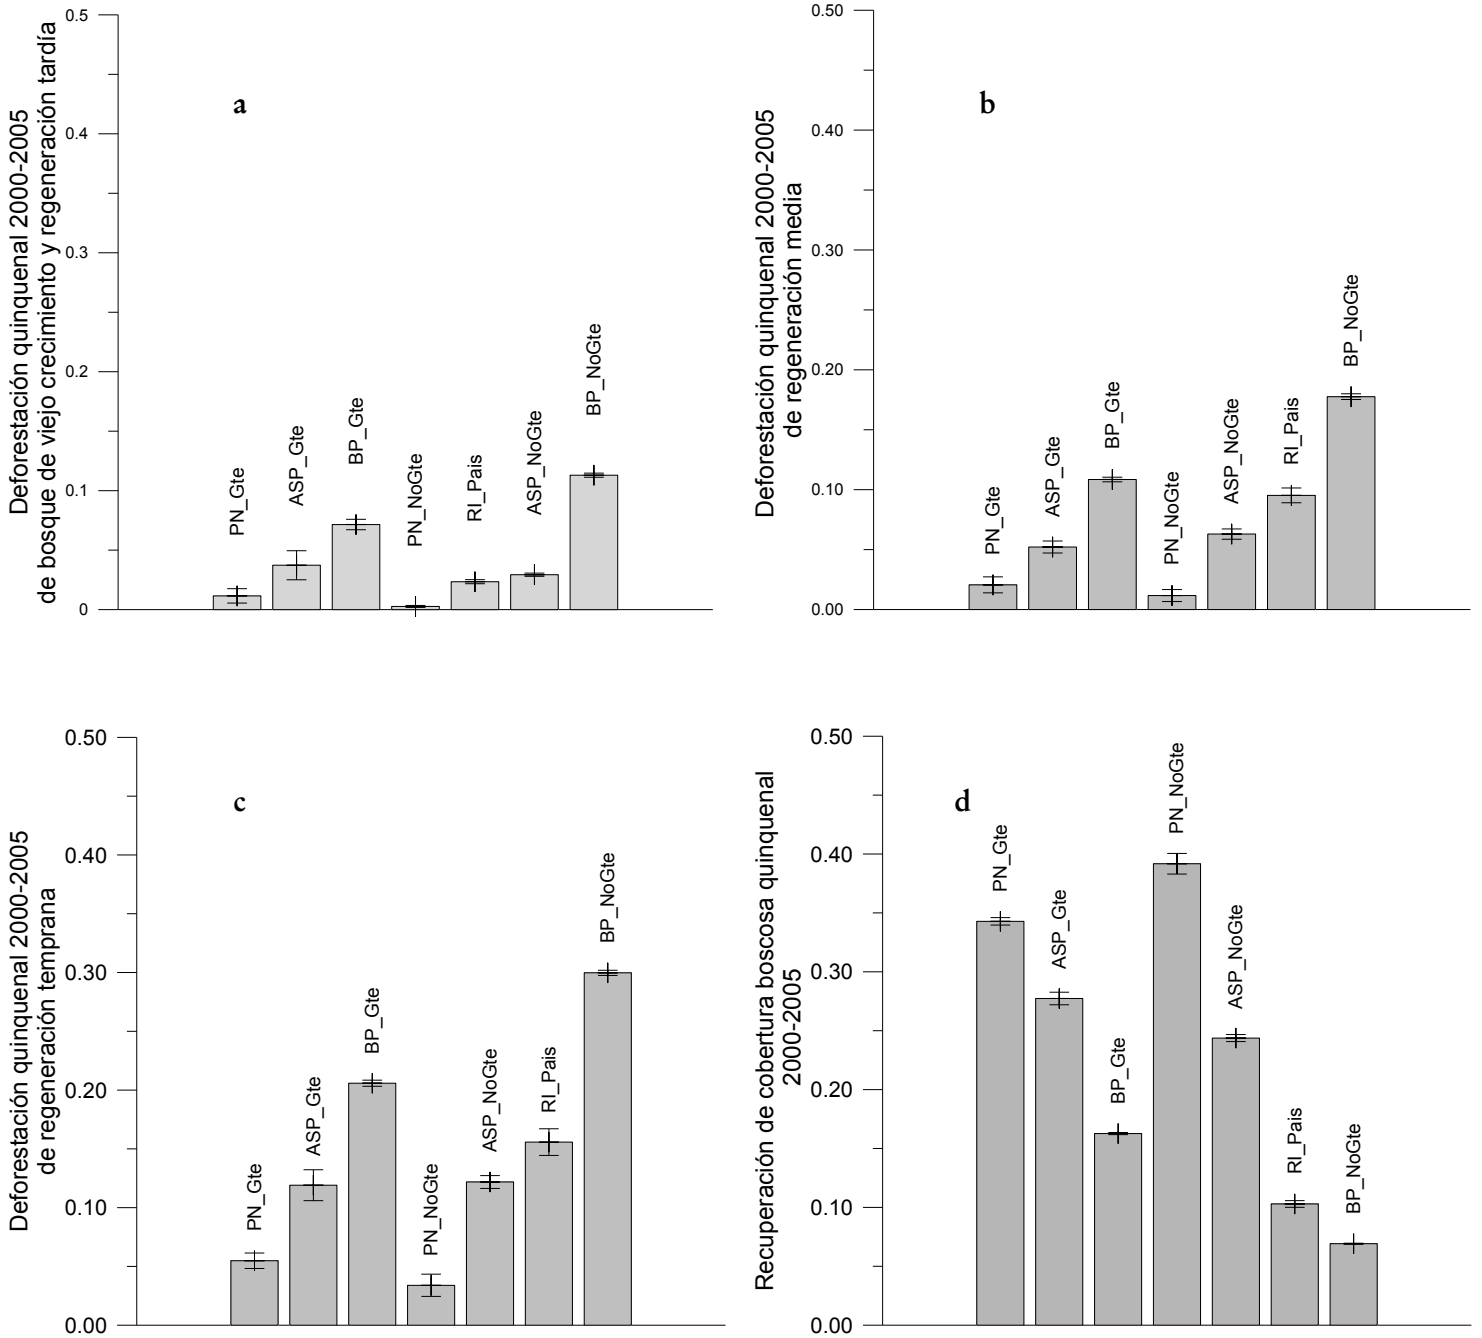 Deforestación quinquenal 2000-2005
de bosque de viejo crecimiento y regeneración tardía
0.5
0.4
0.3
0.2
0.1
0
a
PN_Gte
ASP_Gte
BP_Gte
PN_NoGte
RI_Pais
ASP_NoGte
BP_NoGte
Deforestación quinquenal 2000-2005
de regeneración media
0.50
0.40
0.30
0.20
0.10
0.00
b
PN_Gte
ASP_Gte
BP_Gte
PN_NoGte
ASP_NoGte
RI_Pais
BP_NoGte
Deforestación quinquenal 2000-2005
de regeneración temprana
0.50
0.40
0.30
0.20
0.10
0.00
c
PN_Gte
ASP_Gte
BP_Gte
PN_NoGte
ASP_NoGte
RI_Pais
BP_NoGte
Recuperación de cobertura boscosa quinquenal
2000-2005
0.50
0.40
0.30
0.20
0.10
0.00
d
PN_Gte
ASP_Gte
BP_Gte
PN_NoGte
ASP_NoGte
RI_Pais
BP_NoGte